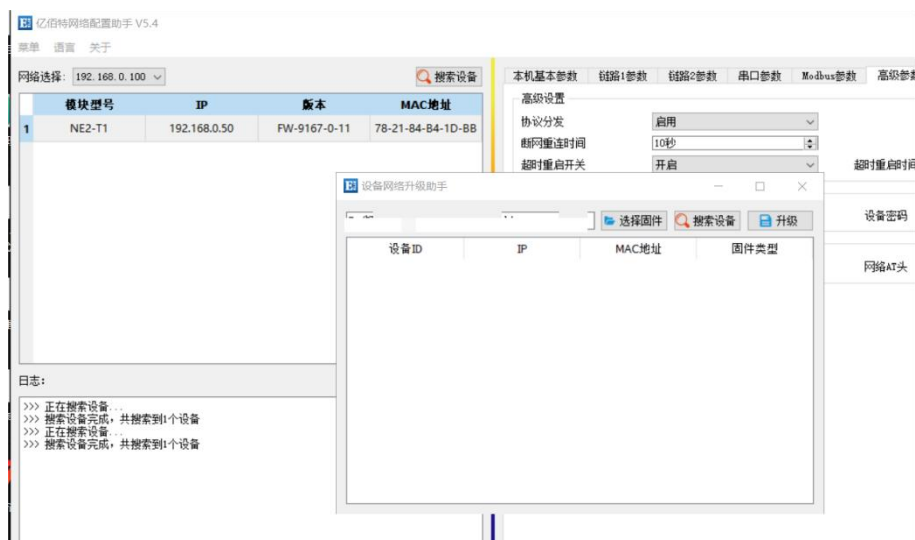 亿佰特网络配置助手 V5.4
菜单 语言 关于
网络选择: 192.168.0.100 搜索设备
模块型号 IP 版本 MAC地址
1 NE2-T1 192.168.0.50 FW-9167-0-11 78-21-84-B4-1D-BB
日志:
>>> 正在搜索设备...
>>> 搜索设备完成，共搜索到1个设备
>>> 正在搜索设备...
>>> 搜索设备完成，共搜索到1个设备
本机基本参数 链路1参数 链路2参数 串口参数 Modbus参数 高级参数
高级设置
协议分发 启用
断网重连时间 10秒
超时重启开关 开启 超时重启时间
设备密码
网络AT头
设备网络升级助手
选择固件 搜索设备 升级
设备ID IP MAC地址 固件类型